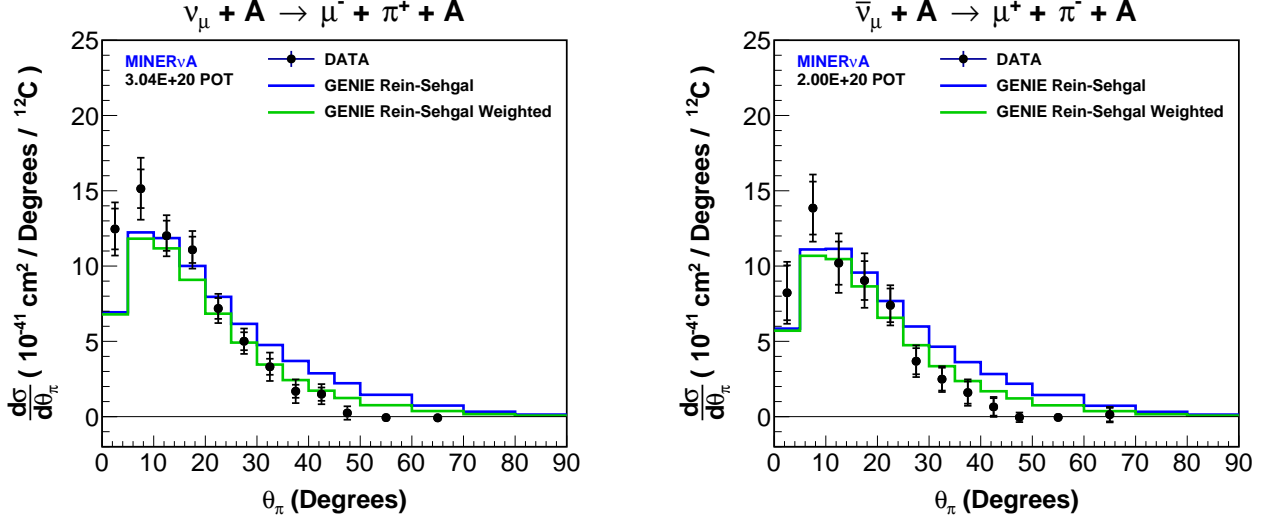 ν_μ + A → μ⁻ + π⁺ + A
25
20
15
10
5
0
0 10 20 30 40 50 60 70 80 90
MINERνA
3.04E+20 POT
DATA
GENIE Rein-Sehgal
GENIE Rein-Sehgal Weighted
dσ/dθ_π ( 10⁻⁴¹ cm² / Degrees / ¹²C )
θ_π (Degrees)
ν̄_μ + A → μ⁺ + π⁻ + A
25
20
15
10
5
0
0 10 20 30 40 50 60 70 80 90
MINERνA
2.00E+20 POT
DATA
GENIE Rein-Sehgal
GENIE Rein-Sehgal Weighted
dσ/dθ_π ( 10⁻⁴¹ cm² / Degrees / ¹²C )
θ_π (Degrees)